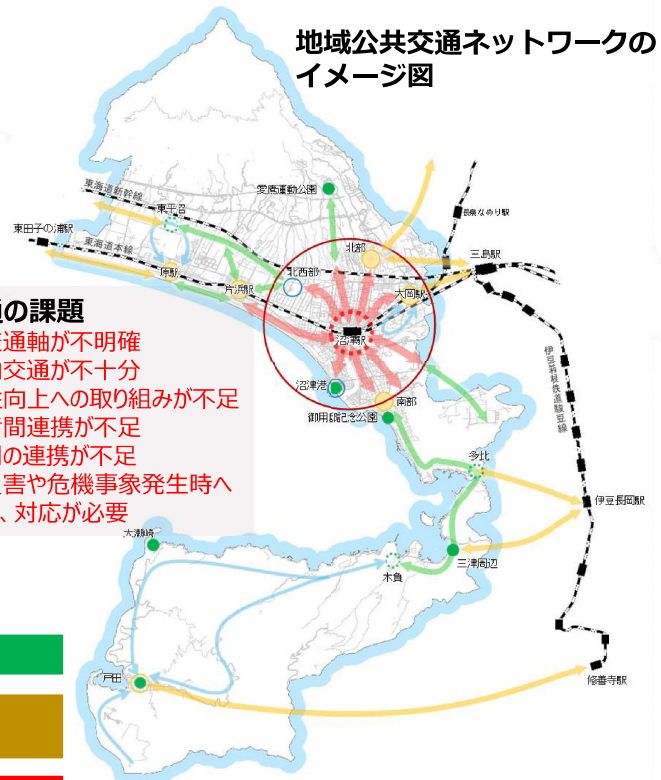 地域公共交通ネットワークの
イメージ図
東海道新幹線
愛鷹運動公園
長泉なめり駅
東平沼
東田子の浦駅
東海道本線
北部
三島駅
原駅
片浜駅
北西部
大岡駅
沼津駅
伊豆箱根鉄道駿豆線
の課題
交通軸が不明確
交通が不十分
向上への取り組みが不足
間連携が不足
の連携が不足
害や危機事象発生時へ
、対応が必要
沼津港
南部
御用邸記念公園
多比
伊豆長岡駅
大瀬崎
木負
三津周辺
戸田
修善寺駅